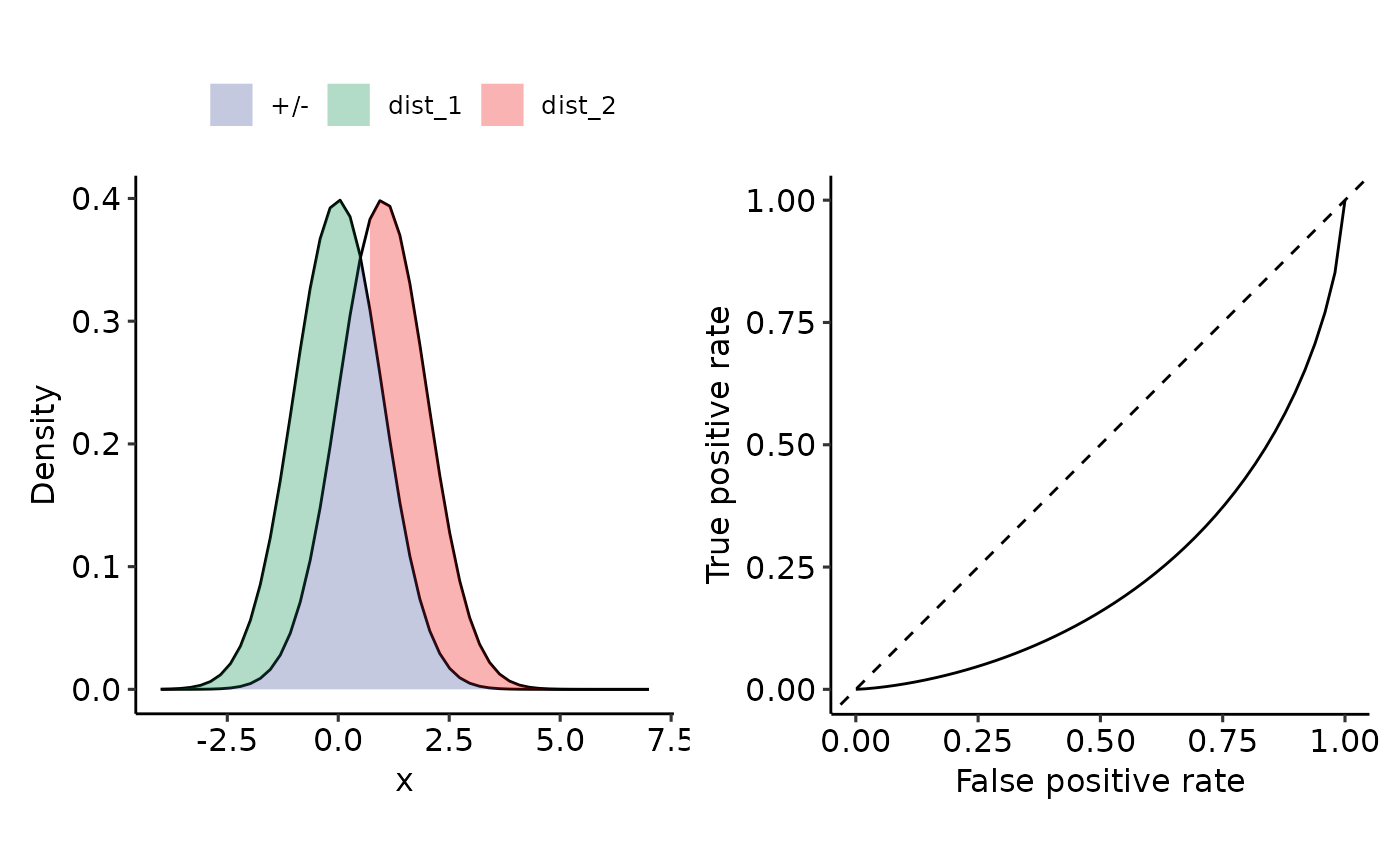 +/- dist_1 dist_2
0.4
0.3
0.2
0.1
0.0
Density
-2.5 0.0 2.5 5.0 7.5
x
1.00
0.75
0.50
0.25
0.00
True positive rate
0.00 0.25 0.50 0.75 1.00
False positive rate